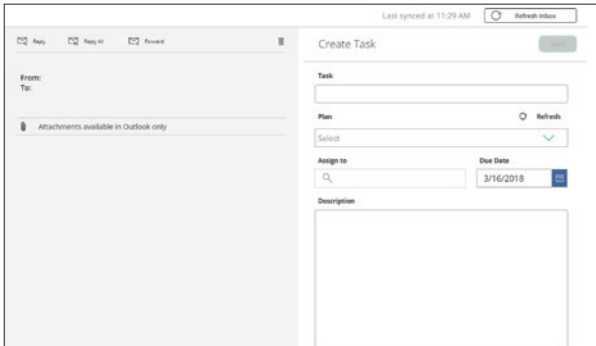 Last synced at 11:29 AM Refresh Inbox
Reply Reply All Forward
Create Task Save
Task
From:
To:
Plan Refresh
Attachments available in Outlook only
Select
Assign to Due Date
3/16/2018
Description